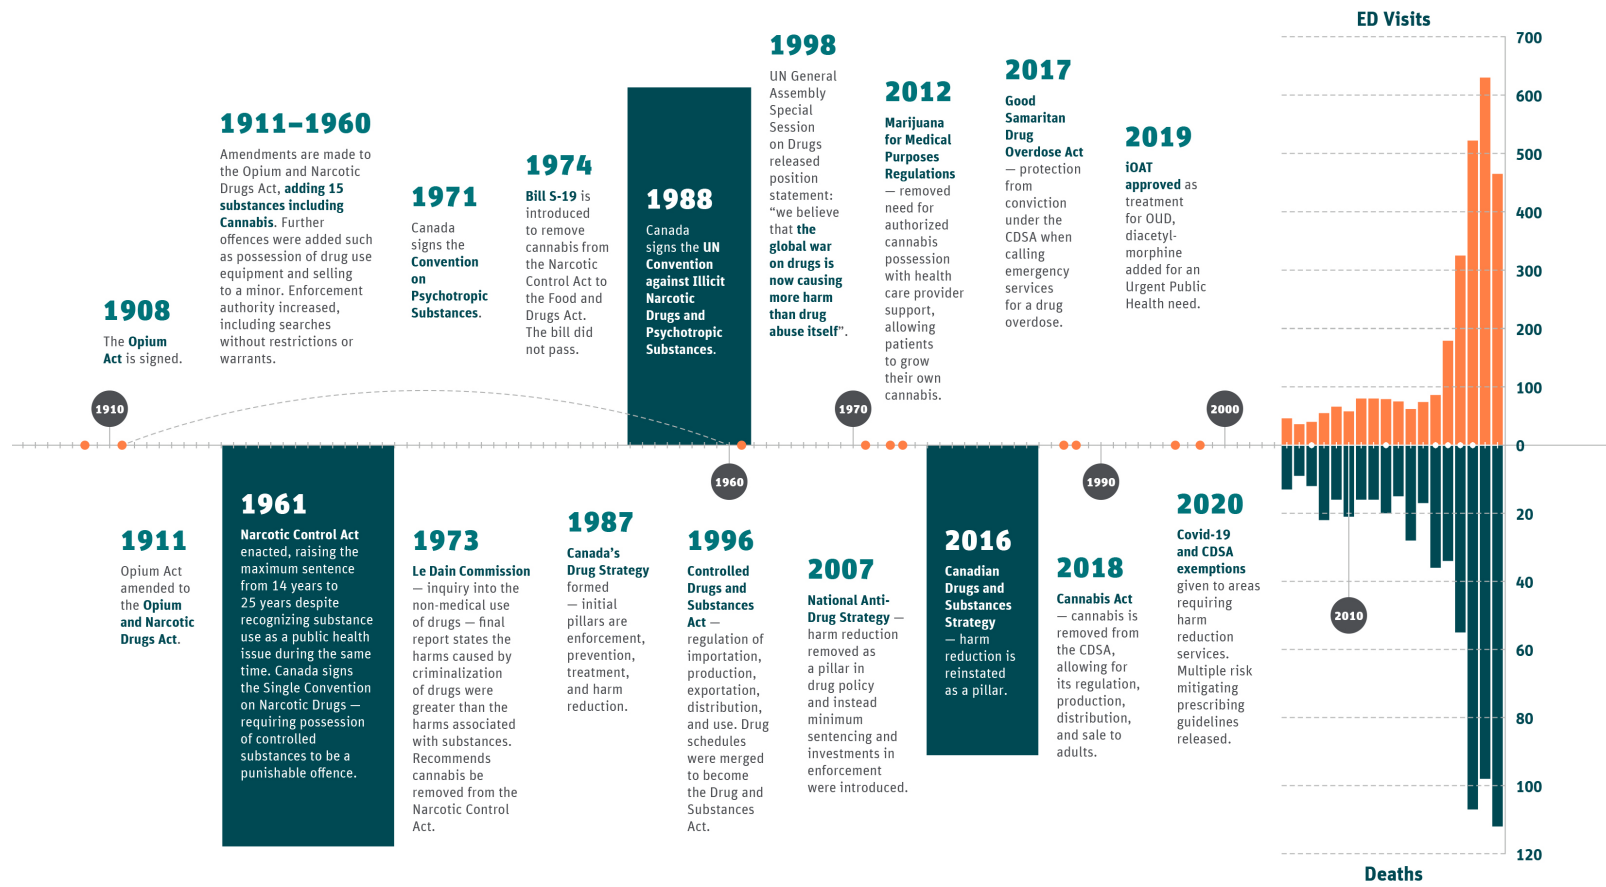 ED Visits
700
600
500
400
300
200
100
0
20
40
60
80
100
120
Deaths
1908
The Opium
Act is signed.
1911–1960
Amendments are made to
the Opium and Narcotic
Drugs Act, adding 15
substances including
Cannabis. Further
offences were added such
as possession of drug use
equipment and selling
to a minor. Enforcement
authority increased,
including searches
without restrictions or
warrants.
1971
Canada
signs the
Convention
on
Psychotropic
Substances.
1974
Bill S-19 is
introduced
to remove
cannabis from
the Narcotic
Control Act to
the Food and
Drugs Act.
The bill did
not pass.
1988
Canada
signs the UN
Convention
against Illicit
Narcotic
Drugs and
Psychotropic
Substances.
1998
UN General
Assembly
Special
Session
on Drugs
released
position
statement:
“we believe
that the
global war
on drugs is
now causing
more harm
than drug
abuse itself”.
2012
Marijuana
for Medical
Purposes
Regulations
— removed
need for
authorized
cannabis
possession
with health
care provider
support,
allowing
patients
to grow
their own
cannabis.
2017
Good
Samaritan
Drug
Overdose Act
— protection
from
conviction
under the
CDSA when
calling
emergency
services
for a drug
overdose.
2019
iOAT
approved as
treatment
for OUD,
diacetyl-
morphine
added for an
Urgent Public
Health need.
1910
1960
1970
1990
2000
2010
1911
Opium Act
amended to
the Opium
and Narcotic
Drugs Act.
1961
Narcotic Control Act
enacted, raising the
maximum sentence
from 14 years to
25 years despite
recognizing substance
use as a public health
issue during the same
time. Canada signs
the Single Convention
on Narcotic Drugs —
requiring possession
of controlled
substances to be a
punishable offence.
1973
Le Dain Commission
— inquiry into the
non-medical use
of drugs — final
report states the
harms caused by
criminalization
of drugs were
greater than the
harms associated
with substances.
Recommends
cannabis be
removed from the
Narcotic Control
Act.
1987
Canada’s
Drug Strategy
formed
— initial
pillars are
enforcement,
prevention,
treatment,
and harm
reduction.
1996
Controlled
Drugs and
Substances
Act —
regulation of
importation,
production,
exportation,
distribution,
and use. Drug
schedules
were merged
to become
the Drug and
Substances
Act.
2007
National Anti-
Drug Strategy —
harm reduction
removed as
a pillar in
drug policy
and instead
minimum
sentencing and
investments in
enforcement
were introduced.
2016
Canadian
Drugs and
Substances
Strategy
— harm
reduction is
reinstated
as a pillar.
2018
Cannabis Act
— cannabis is
removed from
the CDSA,
allowing for
its regulation,
production,
distribution,
and sale to
adults.
2020
Covid-19
and CDSA
exemptions
given to areas
requiring
harm
reduction
services.
Multiple risk
mitigating
prescribing
guidelines
released.